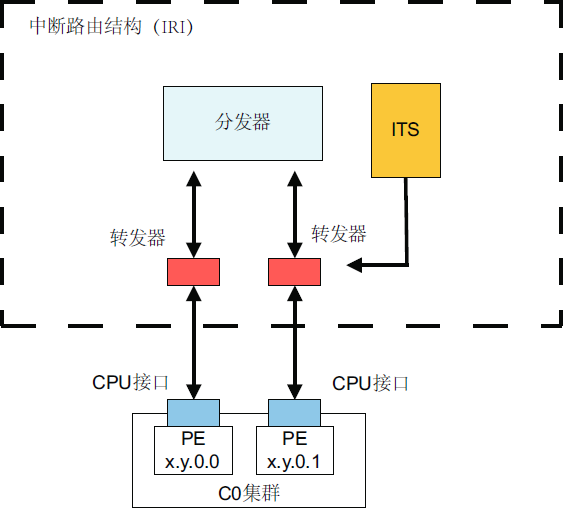 中断路由结构（IRI）
分发器
ITS
转发器
转发器
CPU接口
CPU接口
PE
x.y.0.0
PE
x.y.0.1
C0集群